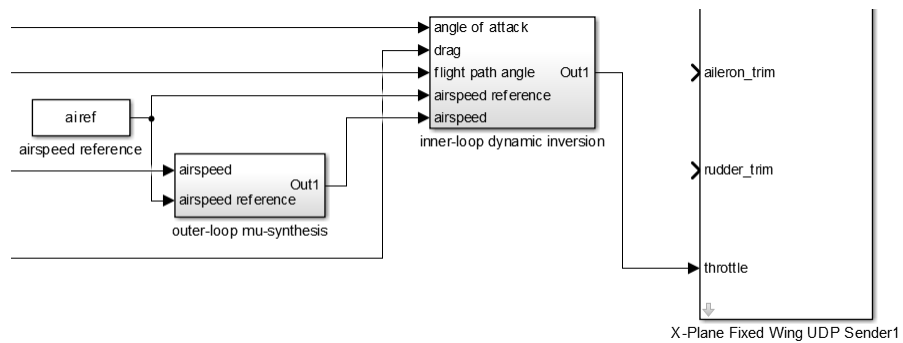 angle of attack
drag
flight path angle
Out1
airspeed reference
airspeed
inner-loop dynamic inversion
airef
airspeed reference
airspeed
Out1
airspeed reference
outer-loop mu-synthesis
aileron_trim
rudder_trim
throttle
X-Plane Fixed Wing UDP Sender1